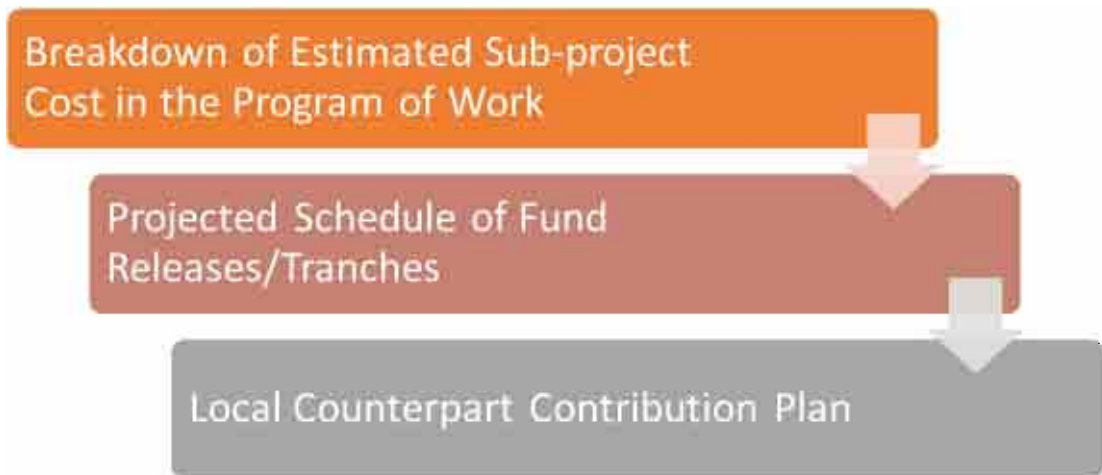 Breakdown of Estimated Sub-project
Cost in the Program of Work
Projected Schedule of Fund
Releases/Tranches
Local Counterpart Contribution Plan